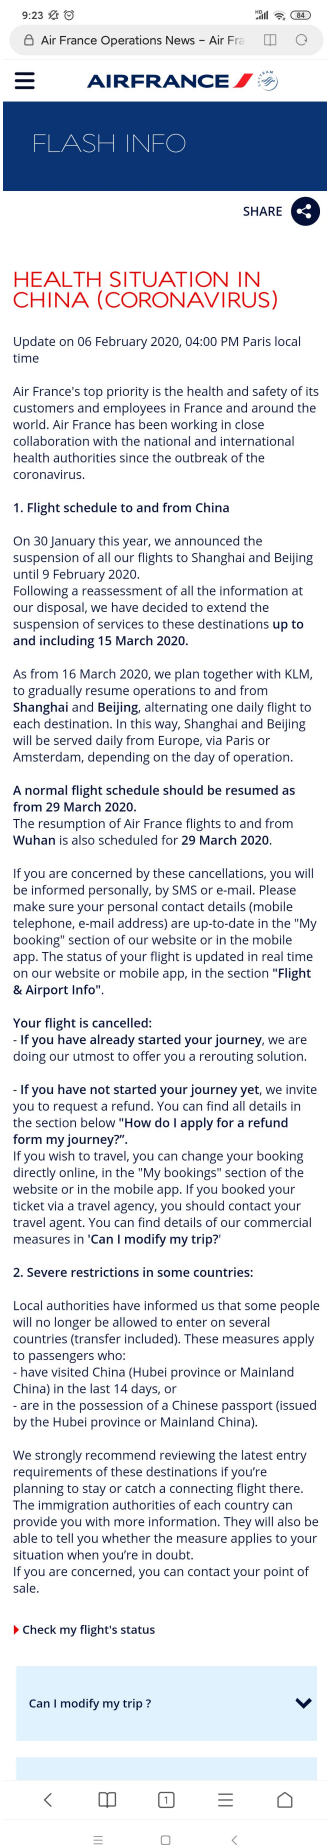 9:23
HD 84
Air France Operations News – Air Fra
AIRFRANCE
SKYTEAM
FLASH INFO
SHARE
HEALTH SITUATION IN
CHINA (CORONAVIRUS)
Update on 06 February 2020, 04:00 PM Paris local
time
Air France's top priority is the health and safety of its
customers and employees in France and around the
world. Air France has been working in close
collaboration with the national and international
health authorities since the outbreak of the
coronavirus.
1. Flight schedule to and from China
On 30 January this year, we announced the
suspension of all our flights to Shanghai and Beijing
until 9 February 2020.
Following a reassessment of all the information at
our disposal, we have decided to extend the
suspension of services to these destinations up to
and including 15 March 2020.
As from 16 March 2020, we plan together with KLM,
to gradually resume operations to and from
Shanghai and Beijing, alternating one daily flight to
each destination. In this way, Shanghai and Beijing
will be served daily from Europe, via Paris or
Amsterdam, depending on the day of operation.
A normal flight schedule should be resumed as
from 29 March 2020.
The resumption of Air France flights to and from
Wuhan is also scheduled for 29 March 2020.
If you are concerned by these cancellations, you will
be informed personally, by SMS or e-mail. Please
make sure your personal contact details (mobile
telephone, e-mail address) are up-to-date in the "My
booking" section of our website or in the mobile
app. The status of your flight is updated in real time
on our website or mobile app, in the section "Flight
& Airport Info".
Your flight is cancelled:
- If you have already started your journey, we are
doing our utmost to offer you a rerouting solution.
- If you have not started your journey yet, we invite
you to request a refund. You can find all details in
the section below "How do I apply for a refund
form my journey?”.
If you wish to travel, you can change your booking
directly online, in the "My bookings" section of the
website or in the mobile app. If you booked your
ticket via a travel agency, you should contact your
travel agent. You can find details of our commercial
measures in 'Can I modify my trip?'
2. Severe restrictions in some countries:
Local authorities have informed us that some people
will no longer be allowed to enter on several
countries (transfer included). These measures apply
to passengers who:
- have visited China (Hubei province or Mainland
China) in the last 14 days, or
- are in the possession of a Chinese passport (issued
by the Hubei province or Mainland China).
We strongly recommend reviewing the latest entry
requirements of these destinations if you’re
planning to stay or catch a connecting flight there.
The immigration authorities of each country can
provide you with more information. They will also be
able to tell you whether the measure applies to your
situation when you’re in doubt.
If you are concerned, you can contact your point of
sale.
Check my flight's status
Can I modify my trip ?
1